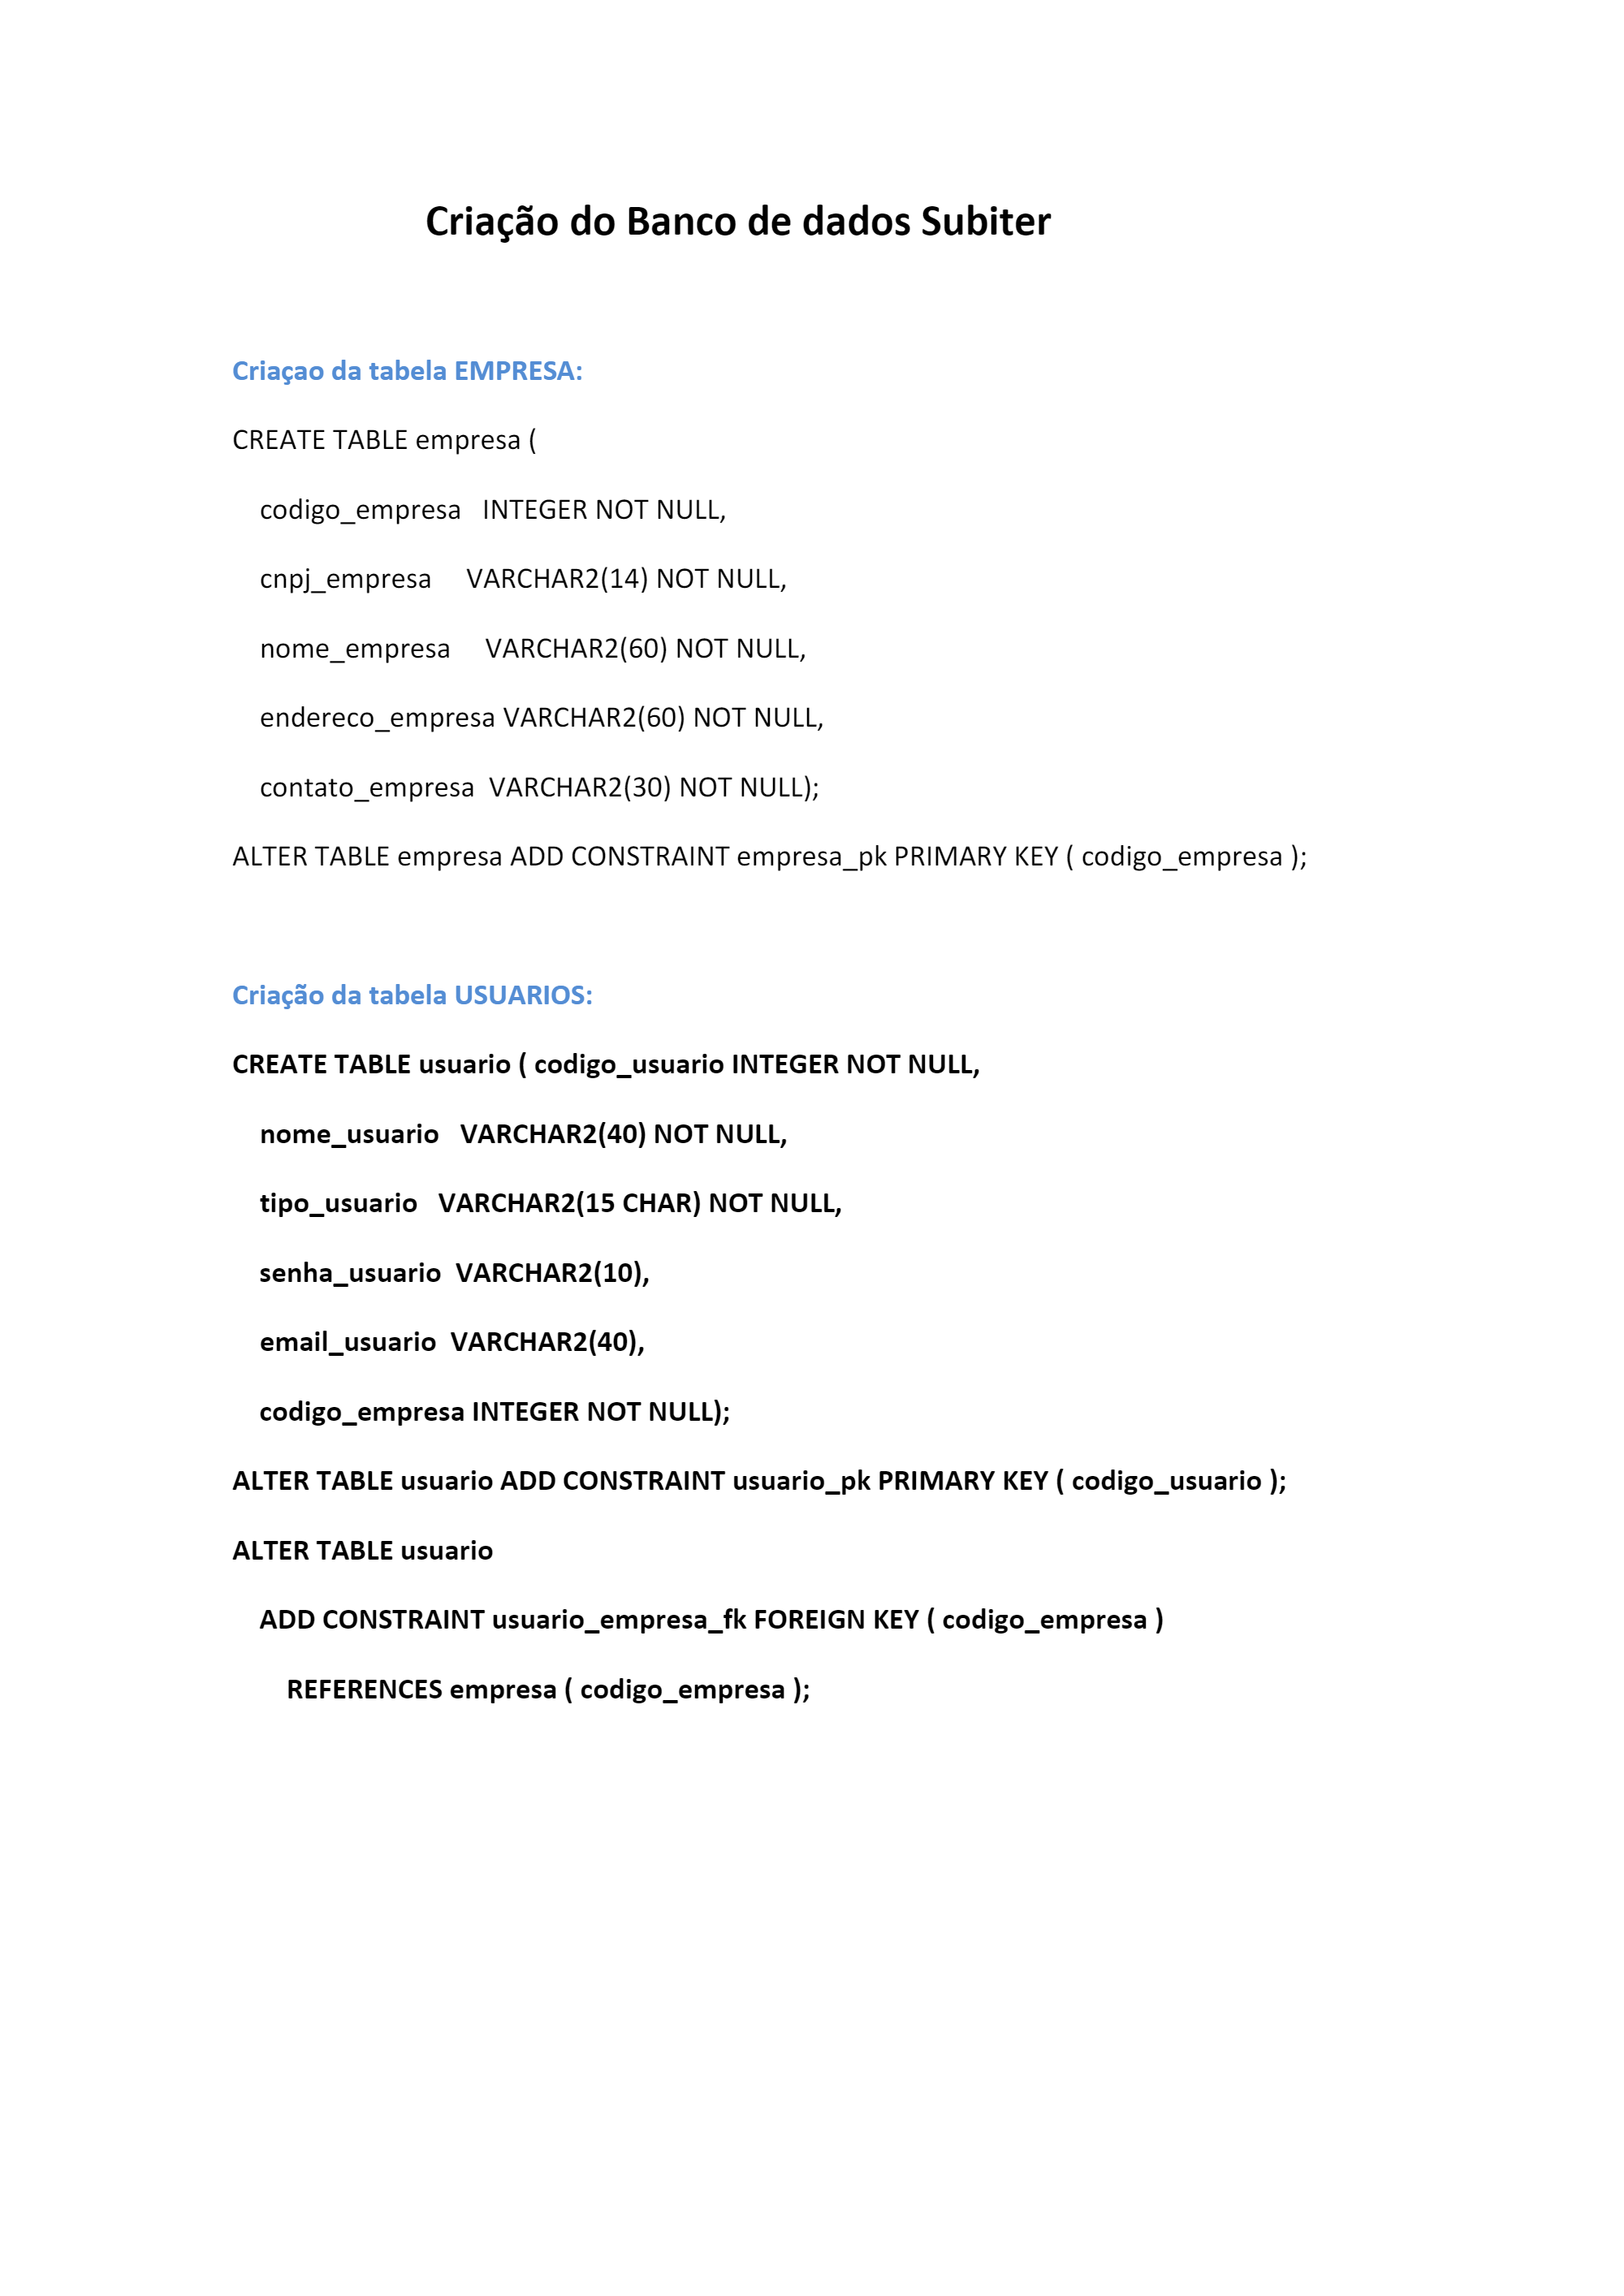 Criação do Banco de dados Subiter
Criaçao da tabela EMPRESA:
CREATE TABLE empresa (
codigo_empresa INTEGER NOT NULL,
cnpj_empresa VARCHAR2(14) NOT NULL,
nome_empresa VARCHAR2(60) NOT NULL,
endereco_empresa VARCHAR2(60) NOT NULL,
contato_empresa VARCHAR2(30) NOT NULL);
ALTER TABLE empresa ADD CONSTRAINT empresa_pk PRIMARY KEY ( codigo_empresa );
Criação da tabela USUARIOS:
CREATE TABLE usuario ( codigo_usuario INTEGER NOT NULL,
nome_usuario VARCHAR2(40) NOT NULL,
tipo_usuario VARCHAR2(15 CHAR) NOT NULL,
senha_usuario VARCHAR2(10),
email_usuario VARCHAR2(40),
codigo_empresa INTEGER NOT NULL);
ALTER TABLE usuario ADD CONSTRAINT usuario_pk PRIMARY KEY ( codigo_usuario );
ALTER TABLE usuario
ADD CONSTRAINT usuario_empresa_fk FOREIGN KEY ( codigo_empresa )
REFERENCES empresa ( codigo_empresa );